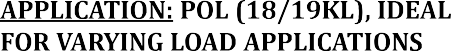 APPLICATION: POL (18/19KL), IDEAL
FOR VARYING LOAD APPLICATIONS